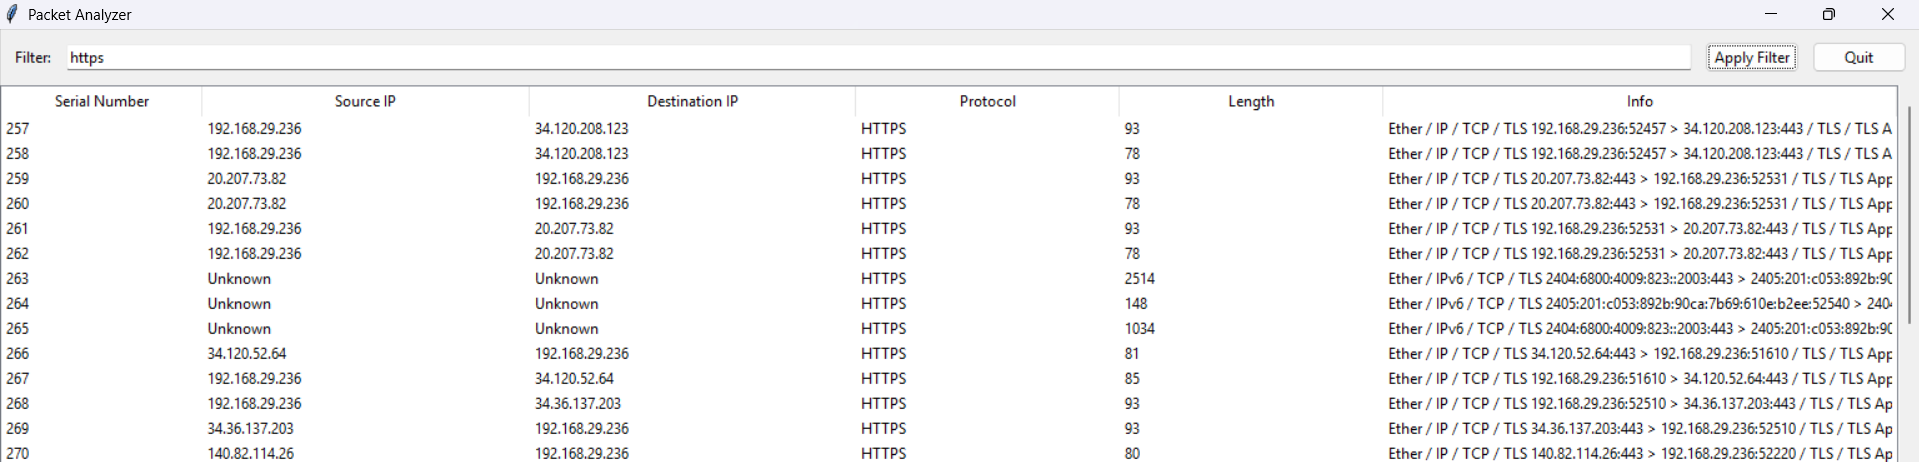 Packet Analyzer
Filter: https Apply Filter Quit
Serial Number Source IP Destination IP Protocol Length Info
257 192.168.29.236 34.120.208.123 HTTPS 93 Ether / IP / TCP / TLS 192.168.29.236:52457 > 34.120.208.123:443 / TLS / TLS A
258 192.168.29.236 34.120.208.123 HTTPS 78 Ether / IP / TCP / TLS 192.168.29.236:52457 > 34.120.208.123:443 / TLS / TLS A
259 20.207.73.82 192.168.29.236 HTTPS 93 Ether / IP / TCP / TLS 20.207.73.82:443 > 192.168.29.236:52531 / TLS / TLS App
260 20.207.73.82 192.168.29.236 HTTPS 78 Ether / IP / TCP / TLS 20.207.73.82:443 > 192.168.29.236:52531 / TLS / TLS App
261 192.168.29.236 20.207.73.82 HTTPS 93 Ether / IP / TCP / TLS 192.168.29.236:52531 > 20.207.73.82:443 / TLS / TLS App
262 192.168.29.236 20.207.73.82 HTTPS 78 Ether / IP / TCP / TLS 192.168.29.236:52531 > 20.207.73.82:443 / TLS / TLS App
263 Unknown Unknown HTTPS 2514 Ether / IPv6 / TCP / TLS 2404:6800:4009:823::2003:443 > 2405:201:c053:892b:90
264 Unknown Unknown HTTPS 148 Ether / IPv6 / TCP / TLS 2405:201:c053:892b:90ca:7b69:610e:b2ee:52540 > 240
265 Unknown Unknown HTTPS 1034 Ether / IPv6 / TCP / TLS 2404:6800:4009:823::2003:443 > 2405:201:c053:892b:90
266 34.120.52.64 192.168.29.236 HTTPS 81 Ether / IP / TCP / TLS 34.120.52.64:443 > 192.168.29.236:51610 / TLS / TLS App
267 192.168.29.236 34.120.52.64 HTTPS 85 Ether / IP / TCP / TLS 192.168.29.236:51610 > 34.120.52.64:443 / TLS / TLS App
268 192.168.29.236 34.36.137.203 HTTPS 93 Ether / IP / TCP / TLS 192.168.29.236:52510 > 34.36.137.203:443 / TLS / TLS Ap
269 34.36.137.203 192.168.29.236 HTTPS 93 Ether / IP / TCP / TLS 34.36.137.203:443 > 192.168.29.236:52510 / TLS / TLS Ap
270 140.82.114.26 192.168.29.236 HTTPS 80 Ether / IP / TCP / TLS 140.82.114.26:443 > 192.168.29.236:52220 / TLS / TLS Ap